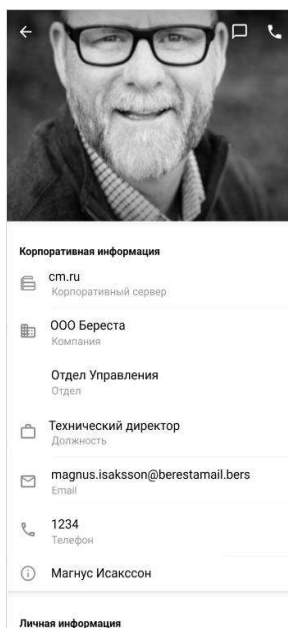 Корпоративная информация
cm.ru
Корпоративный сервер
ООО Береста
Компания
Отдел Управления
Отдел
Технический директор
Должность
magnus.isaksson@berestamail.bers
Email
1234
Телефон
Магнус Исакссон
Личная информация